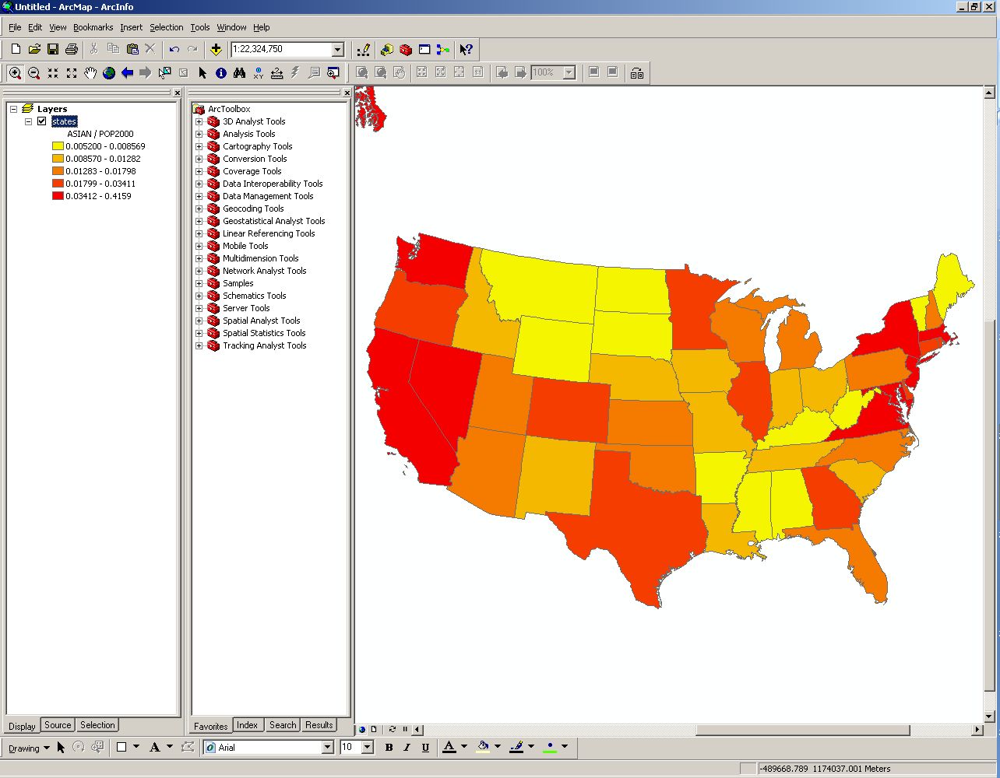 Untitled - ArcMap - ArcInfo
File Edit View Bookmarks Insert Selection Tools Window Help
1:22,324,750
100%
Layers
states
ASIAN / POP2000
0.005200 - 0.008569
0.008570 - 0.01282
0.01283 - 0.01798
0.01799 - 0.03411
0.03412 - 0.4159
Display Source Selection
ArcToolbox
3D Analyst Tools
Analysis Tools
Cartography Tools
Conversion Tools
Coverage Tools
Data Interoperability Tools
Data Management Tools
Geocoding Tools
Geostatistical Analyst Tools
Linear Referencing Tools
Mobile Tools
Multidimension Tools
Network Analyst Tools
Samples
Schematics Tools
Server Tools
Spatial Analyst Tools
Spatial Statistics Tools
Tracking Analyst Tools
Favorites Index Search Results
Drawing A Arial 10 B I U A
-489668.789 1174037.001 Meters